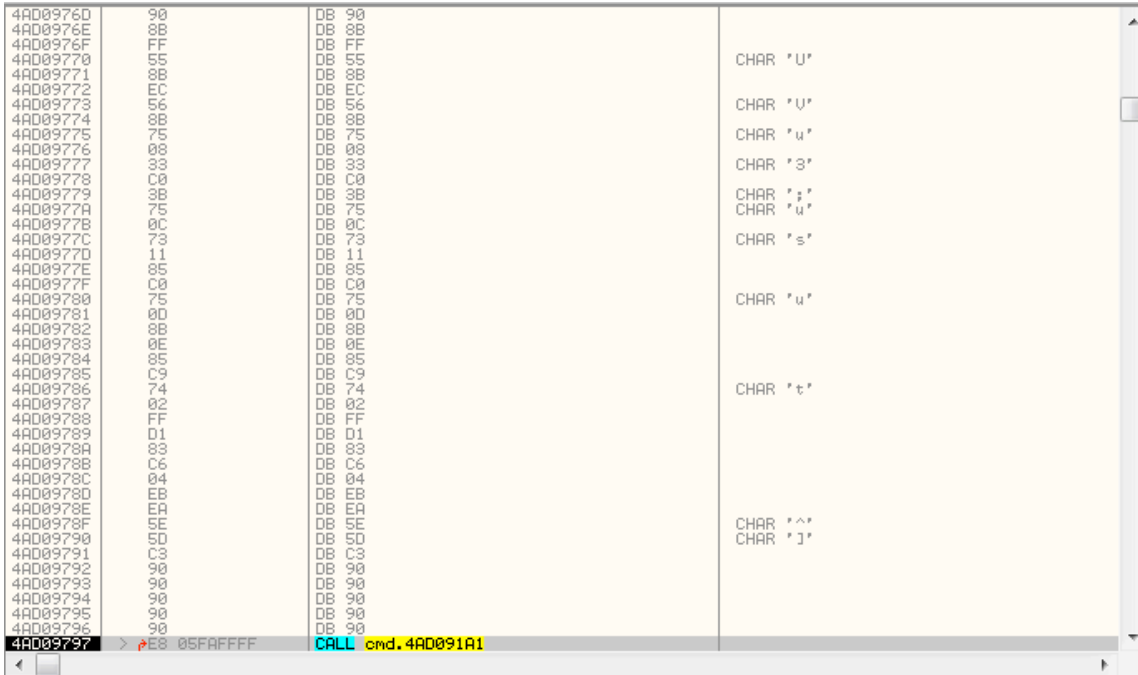 4AD0976D 90 DB 90
4AD0976E 8B DB 8B
4AD0976F FF DB FF
4AD09770 55 DB 55 CHAR 'U'
4AD09771 8B DB 8B
4AD09772 EC DB EC
4AD09773 56 DB 56 CHAR 'V'
4AD09774 8B DB 8B
4AD09775 75 DB 75 CHAR 'u'
4AD09776 08 DB 08
4AD09777 33 DB 33 CHAR '3'
4AD09778 C0 DB C0
4AD09779 3B DB 3B CHAR ';'
4AD0977A 75 DB 75 CHAR 'u'
4AD0977B 0C DB 0C
4AD0977C 73 DB 73 CHAR 's'
4AD0977D 11 DB 11
4AD0977E 85 DB 85
4AD0977F C0 DB C0
4AD09780 75 DB 75 CHAR 'u'
4AD09781 0D DB 0D
4AD09782 8B DB 8B
4AD09783 0E DB 0E
4AD09784 85 DB 85
4AD09785 C9 DB C9
4AD09786 74 DB 74 CHAR 't'
4AD09787 02 DB 02
4AD09788 FF DB FF
4AD09789 D1 DB D1
4AD0978A 83 DB 83
4AD0978B C6 DB C6
4AD0978C 04 DB 04
4AD0978D EB DB EB
4AD0978E EA DB EA
4AD0978F 5E DB 5E CHAR '^'
4AD09790 5D DB 5D CHAR ']'
4AD09791 C3 DB C3
4AD09792 90 DB 90
4AD09793 90 DB 90
4AD09794 90 DB 90
4AD09795 90 DB 90
4AD09796 90 DB 90
4AD09797 > E8 05FAFFFF CALL cmd.4AD091A1